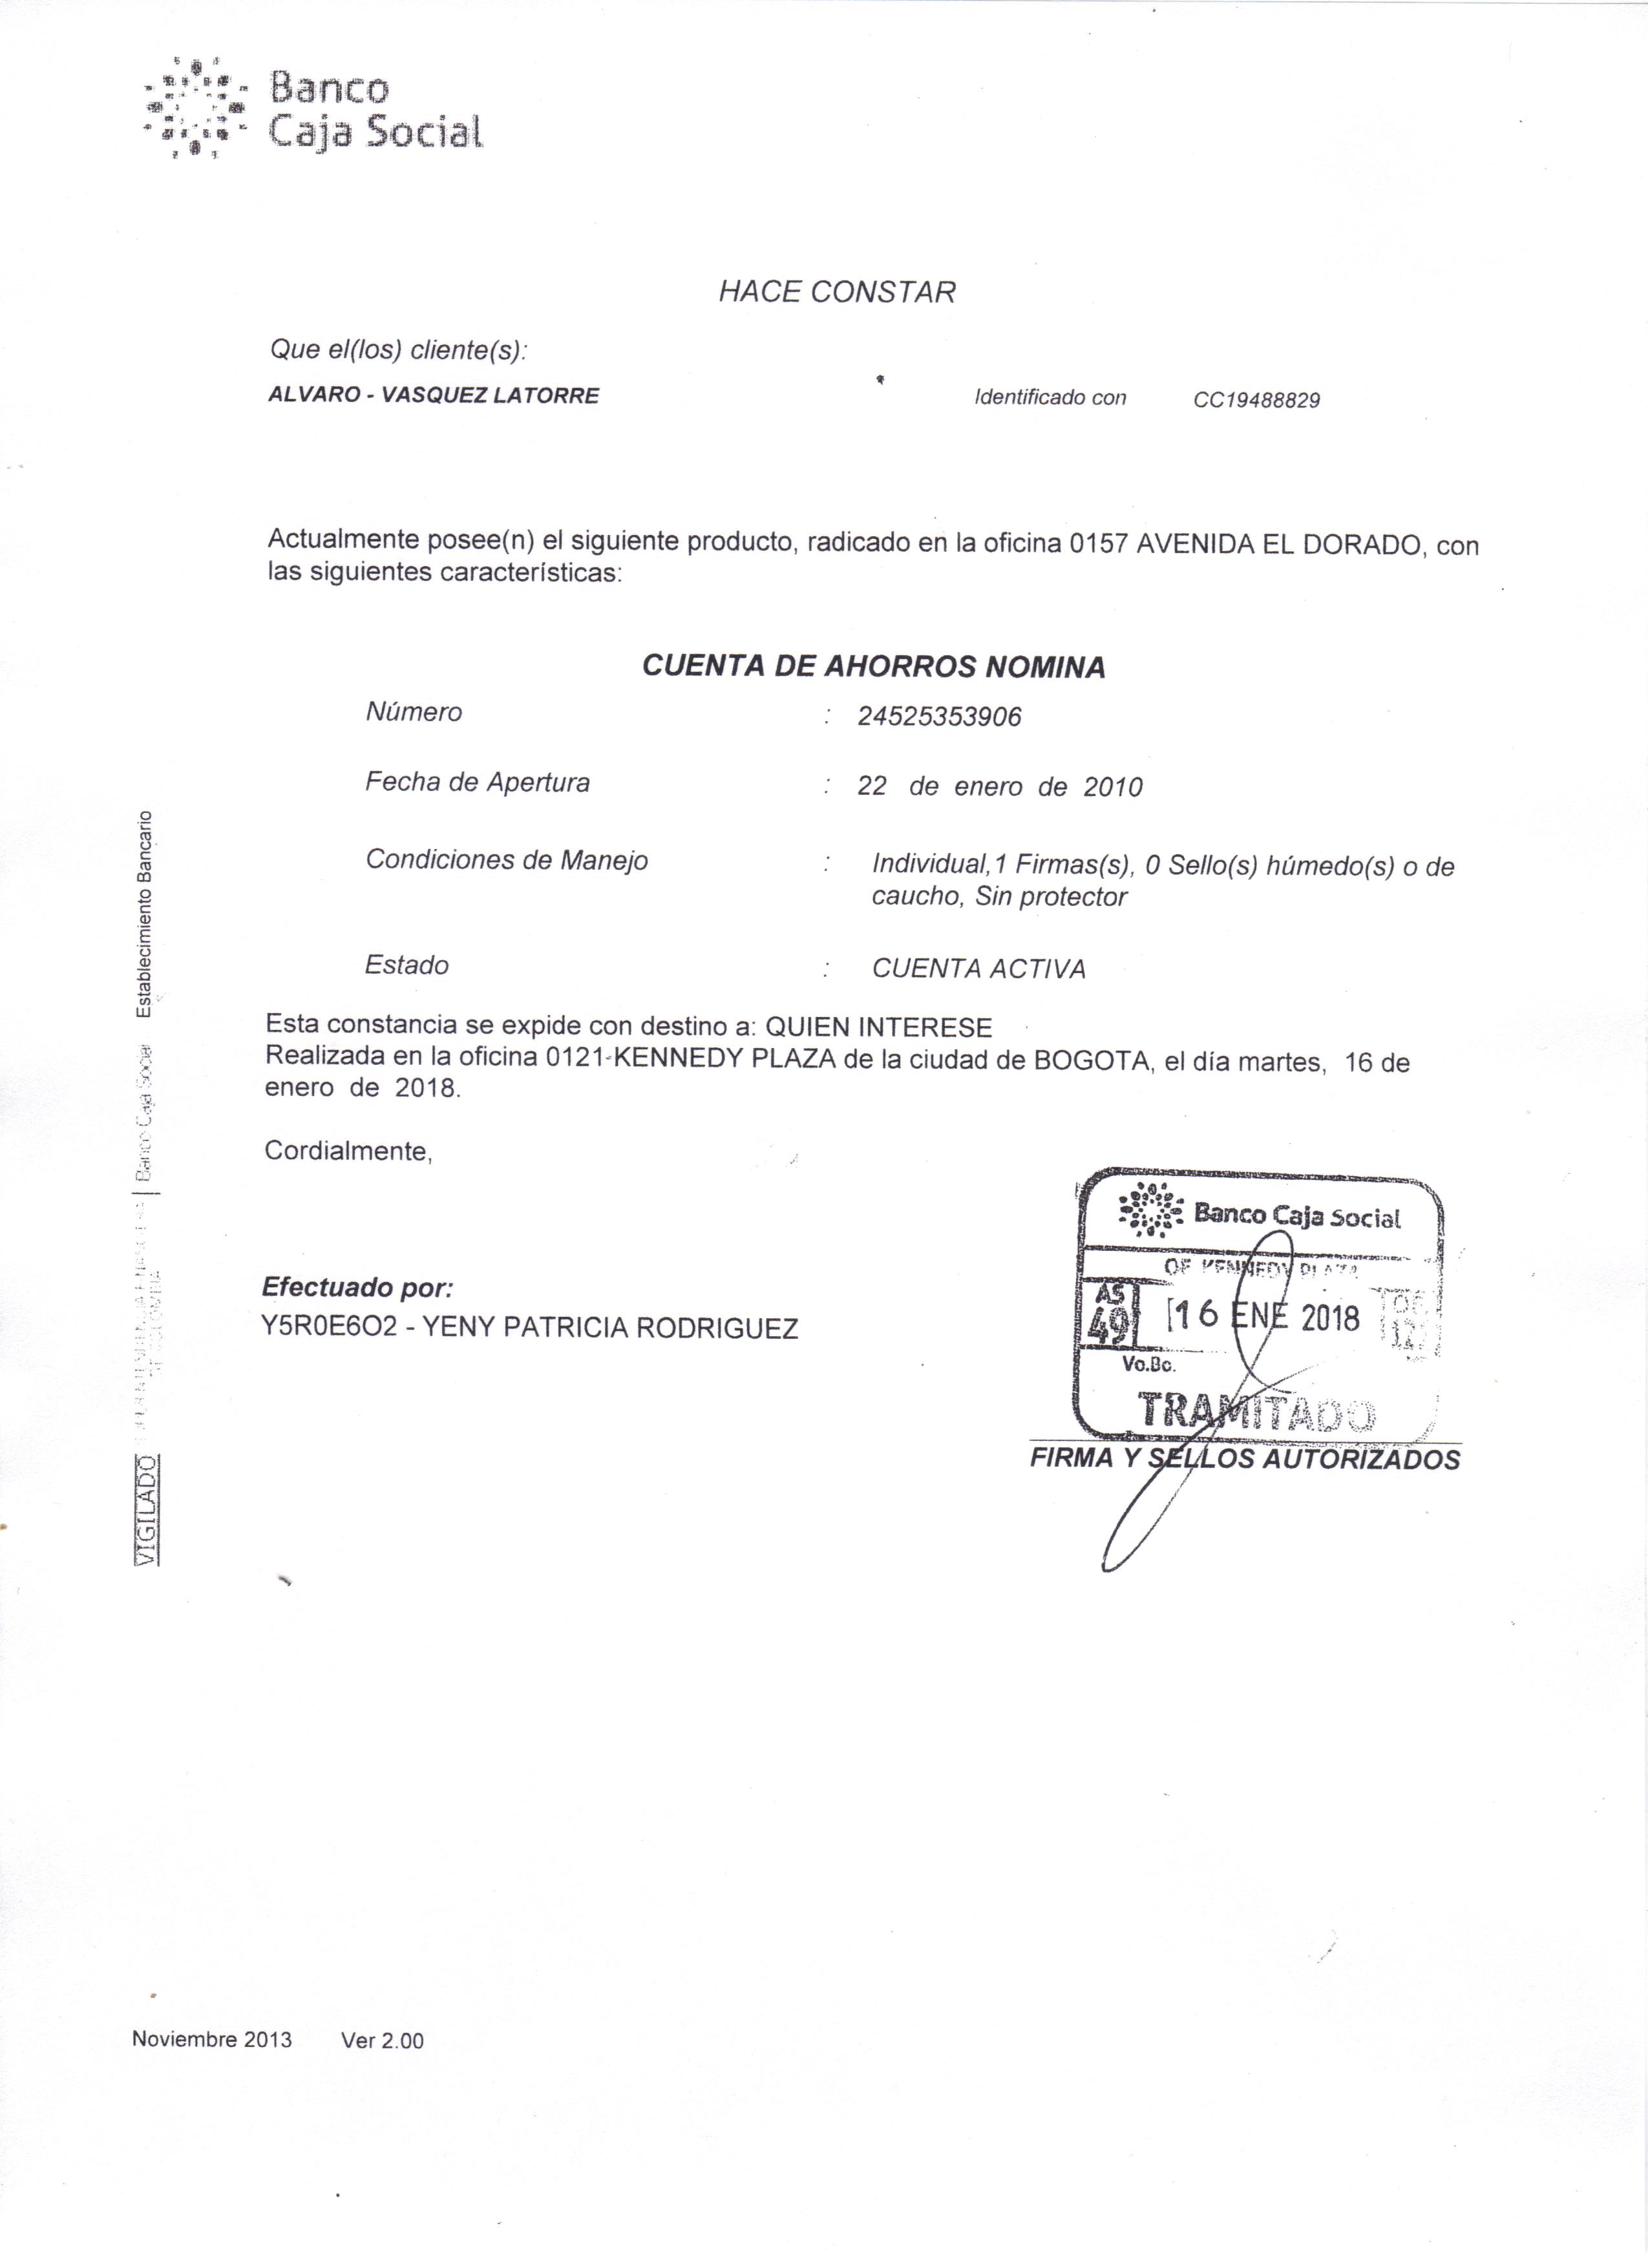 Banco
Caja Social
HACE CONSTAR
Que el(los) cliente(s):
ALVARO - VASQUEZ LATORRE Identificado con CC19488829
Actualmente posee(n) el siguiente producto, radicado en la oficina 0157 AVENIDA EL DORADO, con
las siguientes características:
CUENTA DE AHORROS NOMINA
Número : 24525353906
Fecha de Apertura : 22 de enero de 2010
Condiciones de Manejo : Individual,1 Firmas(s), 0 Sello(s) húmedo(s) o de
caucho, Sin protector
Estado : CUENTA ACTIVA
Esta constancia se expide con destino a: QUIEN INTERESE
Realizada en la oficina 0121-KENNEDY PLAZA de la ciudad de BOGOTA, el día martes, 16 de
enero de 2018.
Cordialmente,
Efectuado por:
Y5R0E6O2 - YENY PATRICIA RODRIGUEZ
Banco Caja Social
OF KENNEDY PLAZA
AS
49
16 ENE 2018
Vo.Bo.
TRAMITADO
FIRMA Y SELLOS AUTORIZADOS
VIGILADO
Banco Caja Social Establecimiento Bancario
Noviembre 2013 Ver 2.00